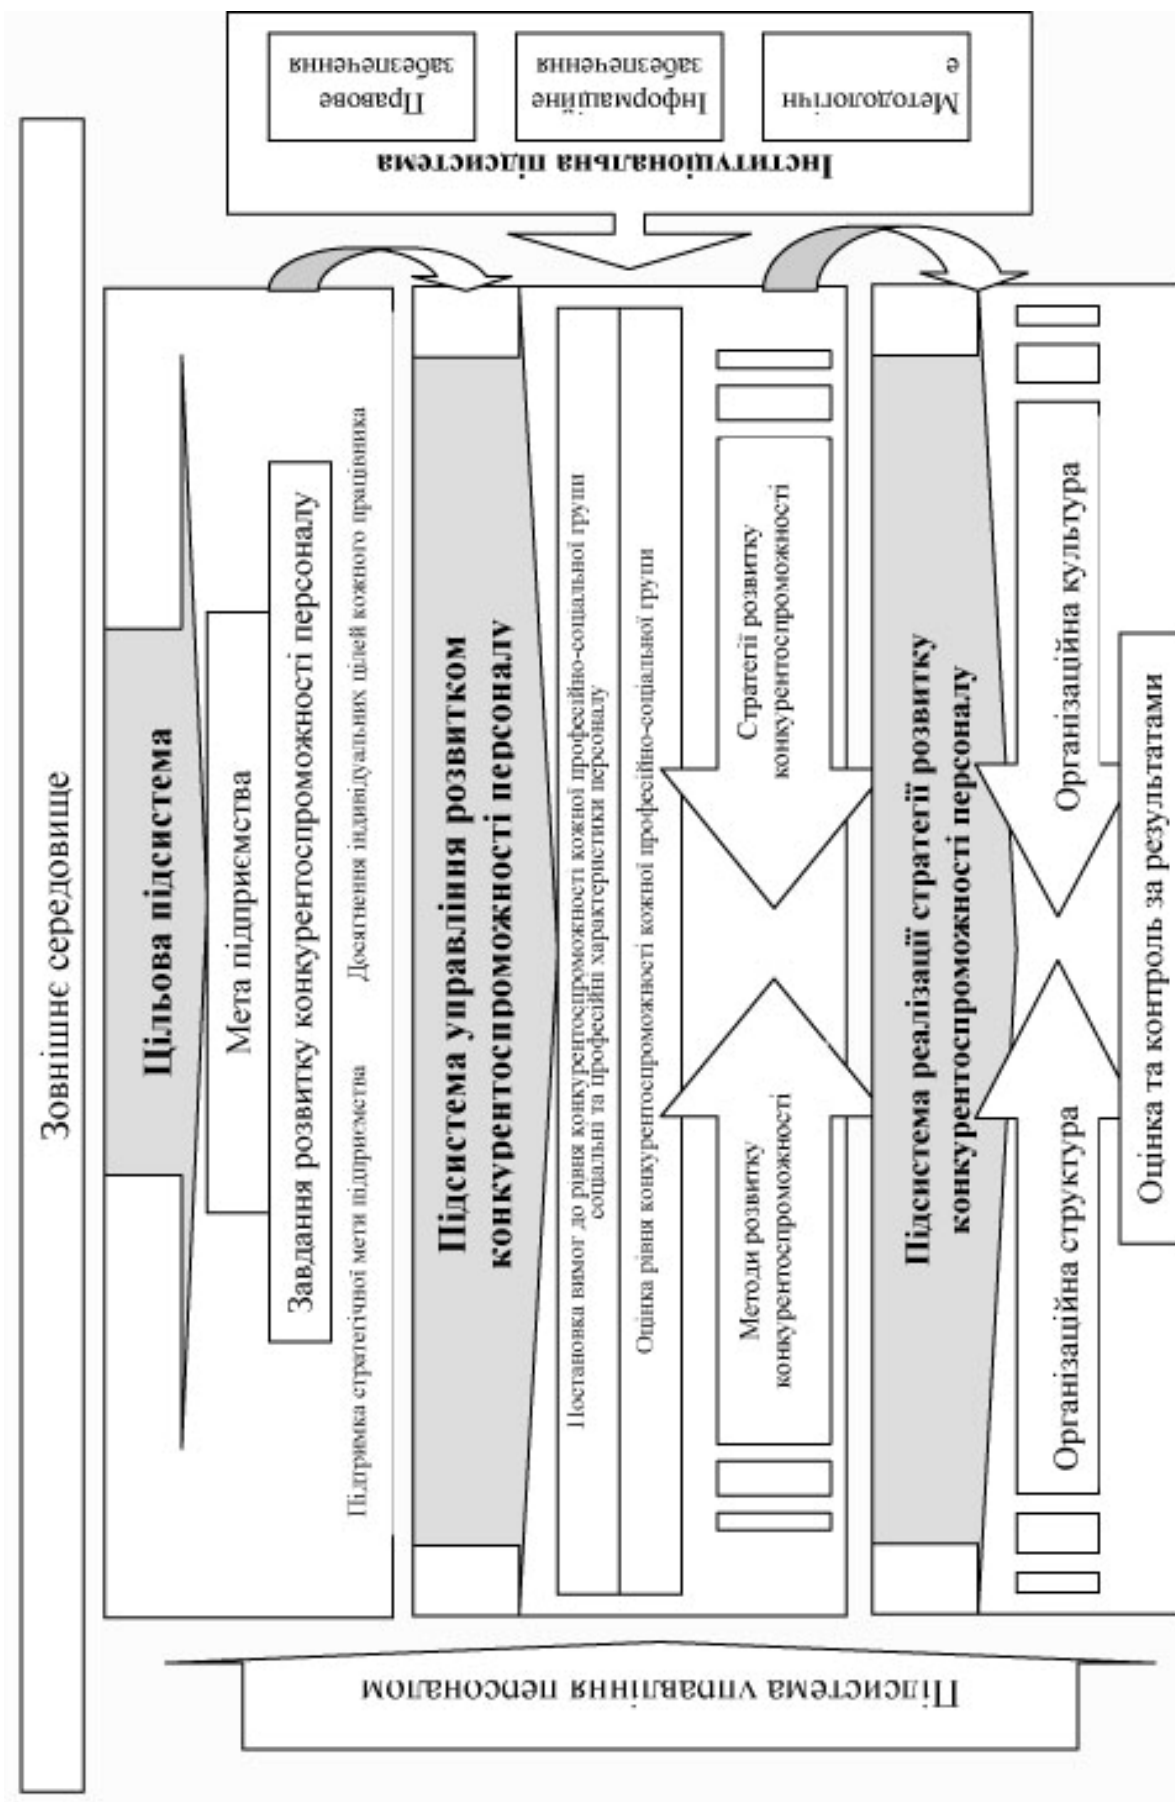 Зовнішнє середовище
Цільова підсистема
Мета підприємства
Завдання розвитку конкурентоспроможності персоналу
Підтримка стратегічної мети підприємства
Досягнення індивідуальних цілей кожного працівника
Підсистема управління розвитком
конкурентоспроможності персоналу
Постановка вимог до рівня конкурентоспроможності кожної професійно-соціальної групи
соціальні та професійні характеристики персоналу
Оцінка рівня конкурентоспроможності кожної професійно-соціальної групи
Методи розвитку
конкурентоспроможності
Стратегії розвитку
конкурентоспроможності
Підсистема реалізації стратегії розвитку
конкурентоспроможності персоналу
Організаційна структура
Організаційна культура
Оцінка та контроль за результатами
Підсистема управління персоналом
Інституціональна підсистема
Правове
забезпечення
Інформаційне
забезпечення
Методологічн
е